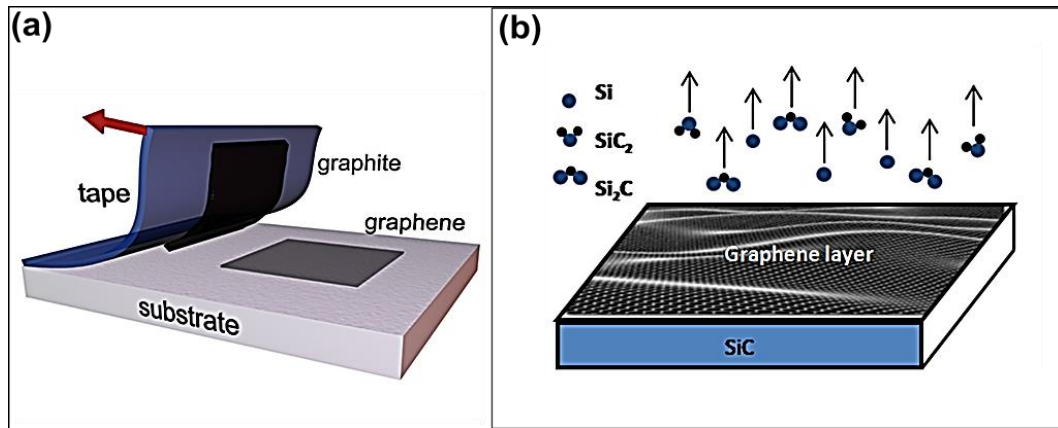 (a)
tape
graphite
graphene
substrate
(b)
Si
SiC₂
Si₂C
Graphene layer
SiC